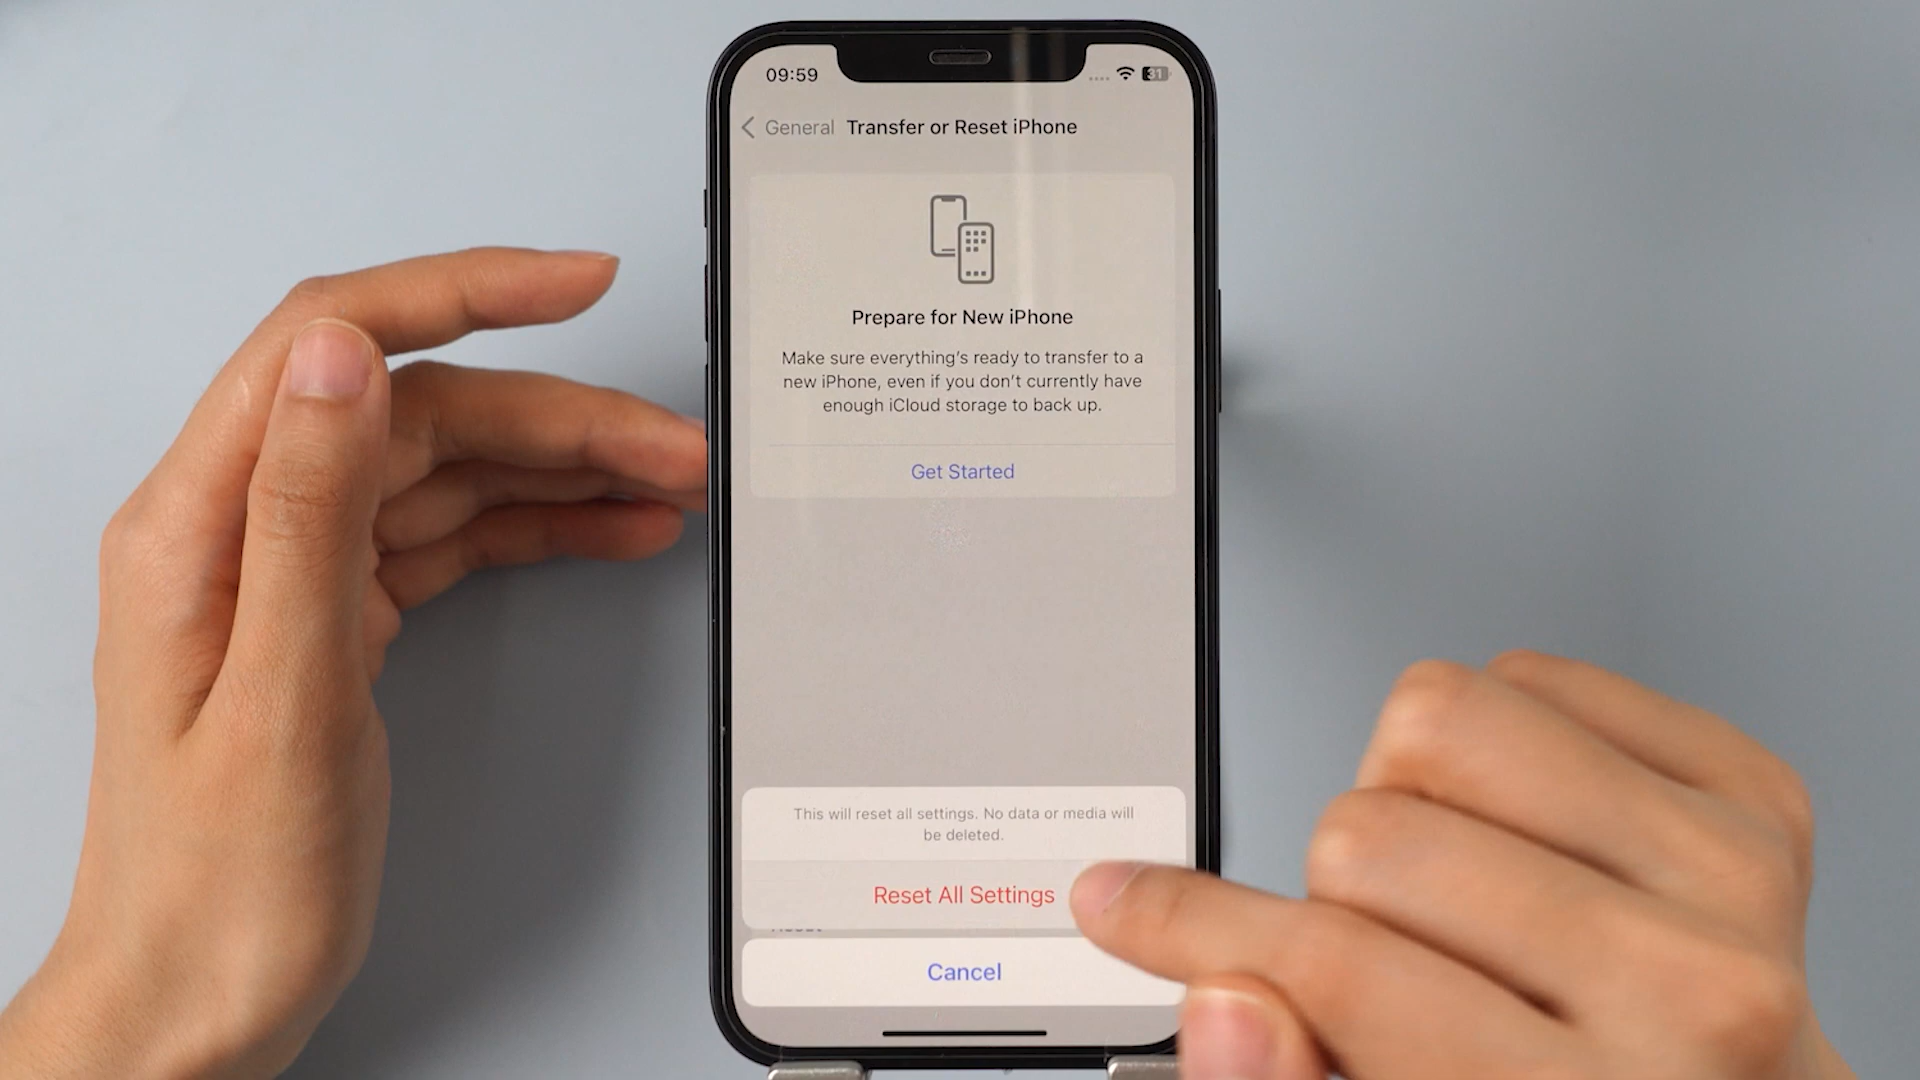 09:59
31
General Transfer or Reset iPhone
Prepare for New iPhone
Make sure everything's ready to transfer to a
new iPhone, even if you don't currently have
enough iCloud storage to back up.
Get Started
This will reset all settings. No data or media will
be deleted.
Reset All Settings
Cancel